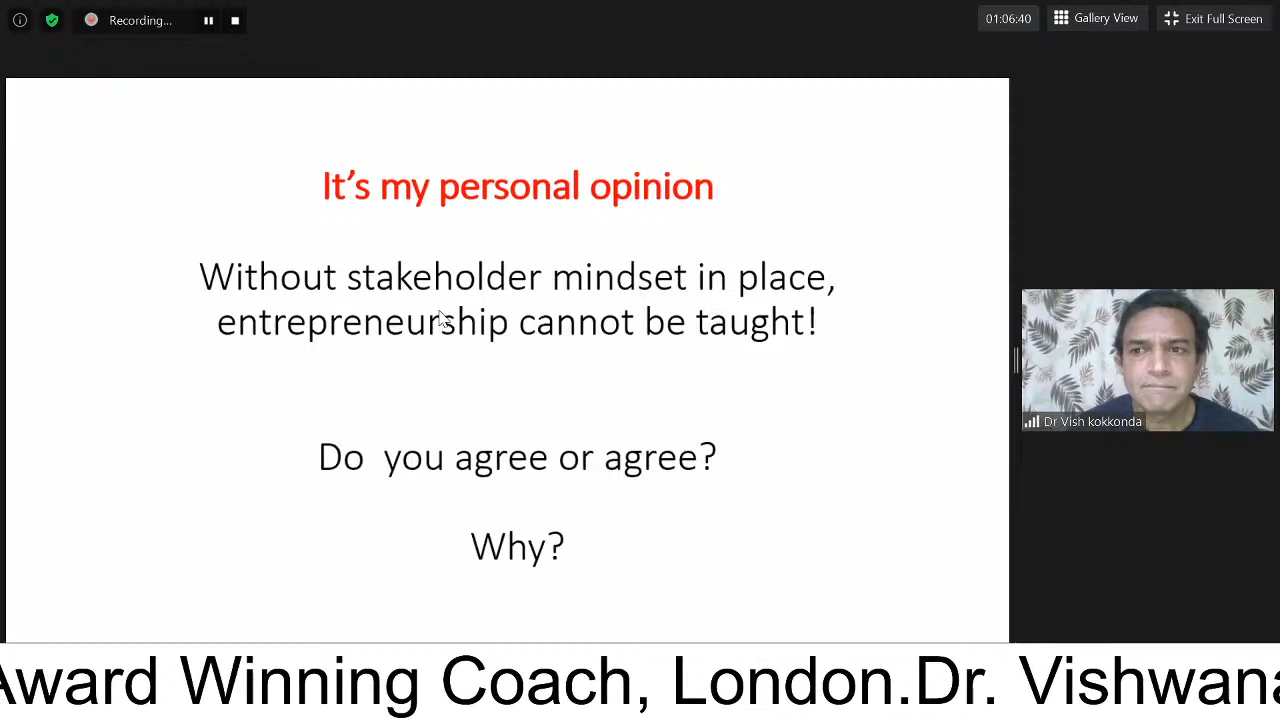 Recording...
01:06:40
Gallery View
Exit Full Screen
It's my personal opinion
Without stakeholder mindset in place,
entrepreneurship cannot be taught!
Do  you agree or agree?
Why?
Dr Vish kokkonda
Award Winning Coach, London.Dr. Vishwana